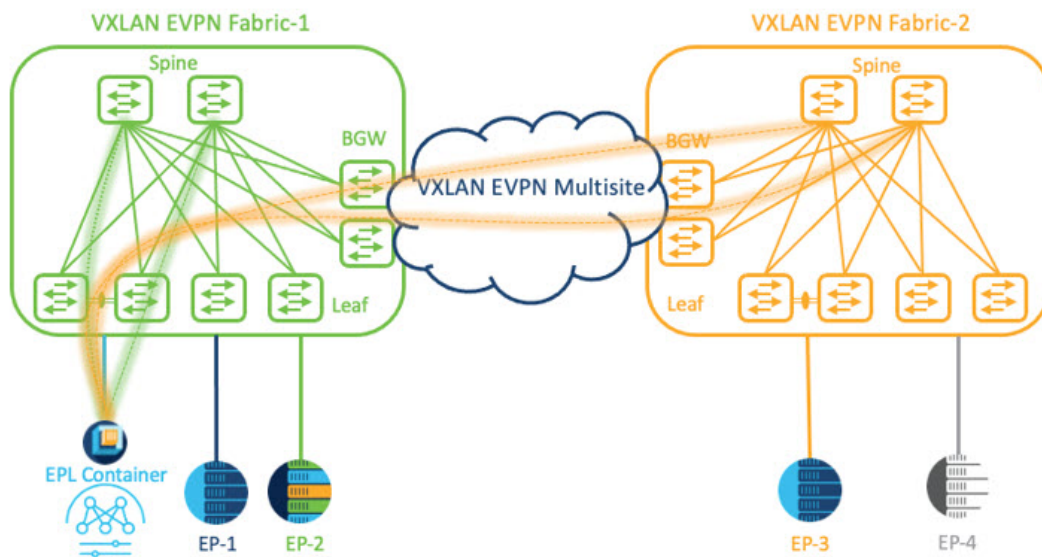 VXLAN EVPN Fabric-1
VXLAN EVPN Fabric-2
Spine
Spine
BGW
BGW
VXLAN EVPN Multisite
Leaf
Leaf
EPL Container
EP-1
EP-2
EP-3
EP-4